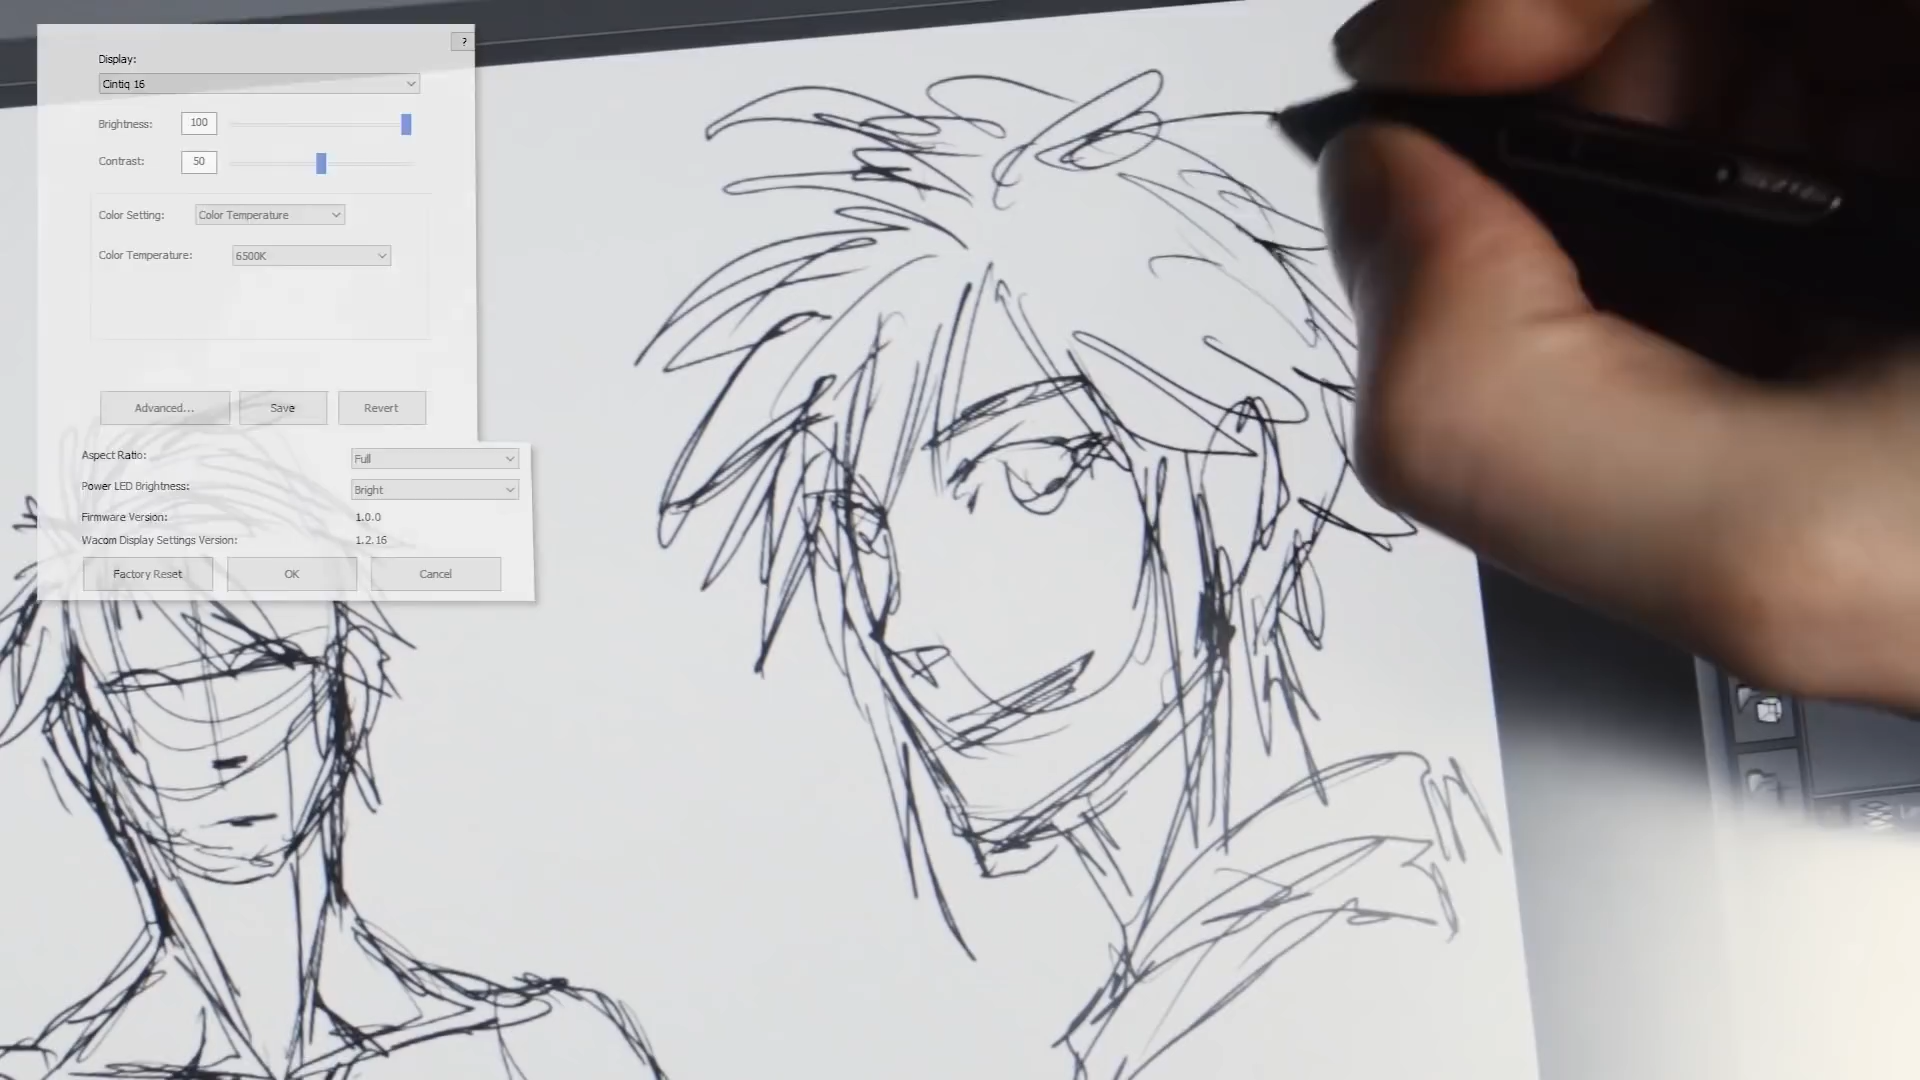 ?
Display:
Cintiq 16
Brightness: 100
Contrast: 50
Color Setting: Color Temperature
Color Temperature: 6500K
Advanced... Save Revert
Aspect Ratio: Full
Power LED Brightness: Bright
Firmware Version: 1.0.0
Wacom Display Settings Version: 1.2.16
Factory Reset OK Cancel